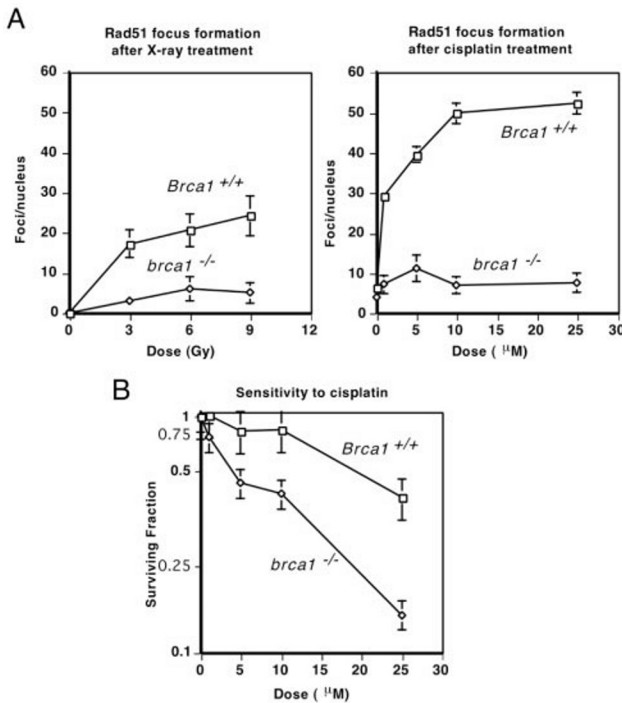 A
Rad51 focus formation
after X-ray treatment
Foci/nucleus
60
50
40
30
20
10
0
Brca1 +/+
brca1 -/-
0 3 6 9 12
Dose (Gy)
Rad51 focus formation
after cisplatin treatment
Foci/nucleus
60
50
40
30
20
10
0
Brca1 +/+
brca1 -/-
0 5 10 15 20 25 30
Dose ( μM)
B
Sensitivity to cisplatin
Surviving Fraction
1
0.75
0.5
0.25
0.1
Brca1 +/+
brca1 -/-
0 5 10 15 20 25 30
Dose ( μM)